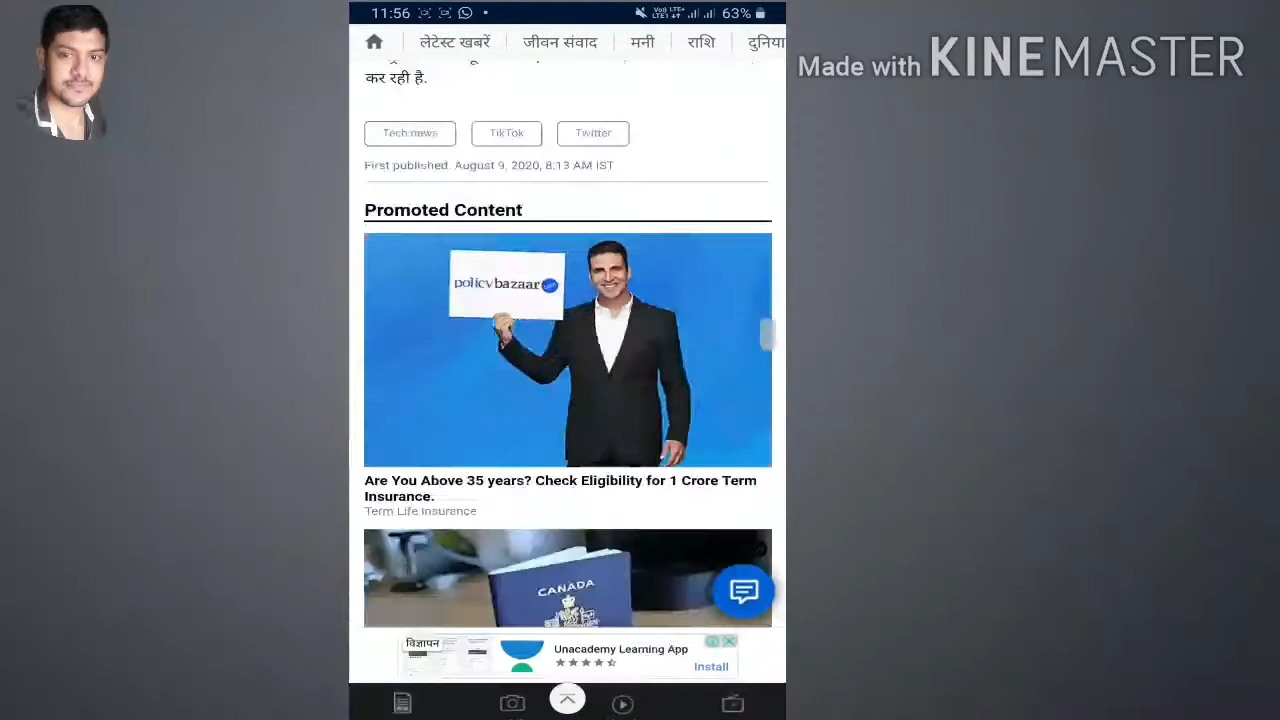 11:56
63%
Made with KINEMASTER
लेटेस्ट खबरें जीवन संवाद मनी राशि दुनिया
कर रही है.
Tech news TikTok Twitter
First published: August 9, 2020, 8:13 AM IST
Promoted Content
policybazaar
Are You Above 35 years? Check Eligibility for 1 Crore Term
Insurance.
Term Life Insurance
CANADA
विज्ञापन
Unacademy Learning App
Install